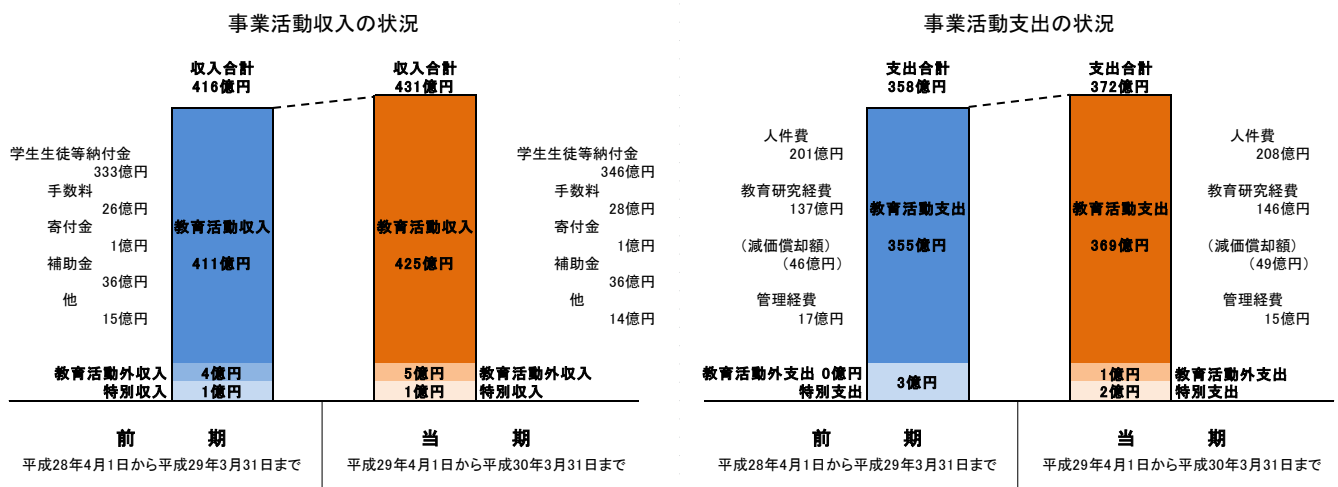 事業活動収入の状況
収入合計
416億円
収入合計
431億円
学生生徒等納付金
333億円
手数料
26億円
寄付金
1億円
補助金
36億円
他
15億円
教育活動収入
411億円
教育活動収入
425億円
学生生徒等納付金
346億円
手数料
28億円
寄付金
1億円
補助金
36億円
他
14億円
教育活動外収入 4億円
特別収入 1億円
5億円 教育活動外収入
1億円 特別収入
前 期
平成28年4月1日から平成29年3月31日まで
当 期
平成29年4月1日から平成30年3月31日まで
事業活動支出の状況
支出合計
358億円
支出合計
372億円
人件費
201億円
教育研究経費
137億円
（減価償却額）
（46億円）
管理経費
17億円
教育活動支出
355億円
教育活動支出
369億円
人件費
208億円
教育研究経費
146億円
（減価償却額）
（49億円）
管理経費
15億円
教育活動外支出 0億円
特別支出
3億円
1億円 教育活動外支出
2億円 特別支出
前 期
平成28年4月1日から平成29年3月31日まで
当 期
平成29年4月1日から平成30年3月31日まで